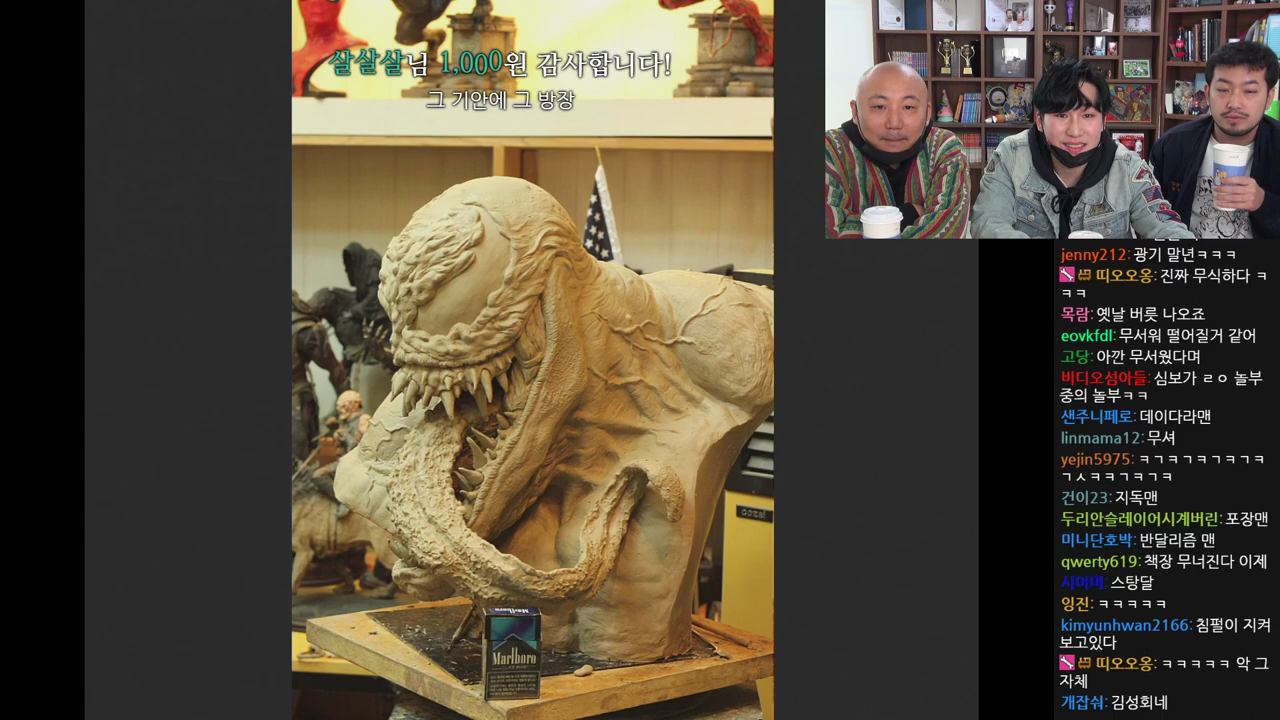 살살살님 1,000원 감사합니다!
그 기안에 그 방장
Marlboro
Marlboro
jenny212: 광기 말년ㅋㅋㅋ
띠오오옹: 진짜 무식하다 ㅋ
ㅋㅋ
목람: 옛날 버릇 나오죠
eovkfdl: 무서워 떨어질거 같어
고당: 아깐 무서웠다며
비디오섬아들: 심보가 ㄹㅇ 놀부
중의 놀부ㅋㅋ
샌주니페로: 데이다라맨
linmama12: 무셔
yejin5975: ㅋㄱㅋㄱㅋㄱㅋㄱㅋ
ㄱㅅㅋㅋㄱㅋㄱㅋ
건이23: 지독맨
두리안슬레이어시계버린: 포장맨
미니단호박: 반달리즘 맨
qwerty619: 책장 무너진다 이제
스탕달
잉진: ㅋㅋㅋㅋㅋ
kimyunhwan2166: 침펄이 지켜
보고있다
띠오오옹: ㅋㅋㅋㅋㅋ 악 그
자체
개잡숴: 김성회네